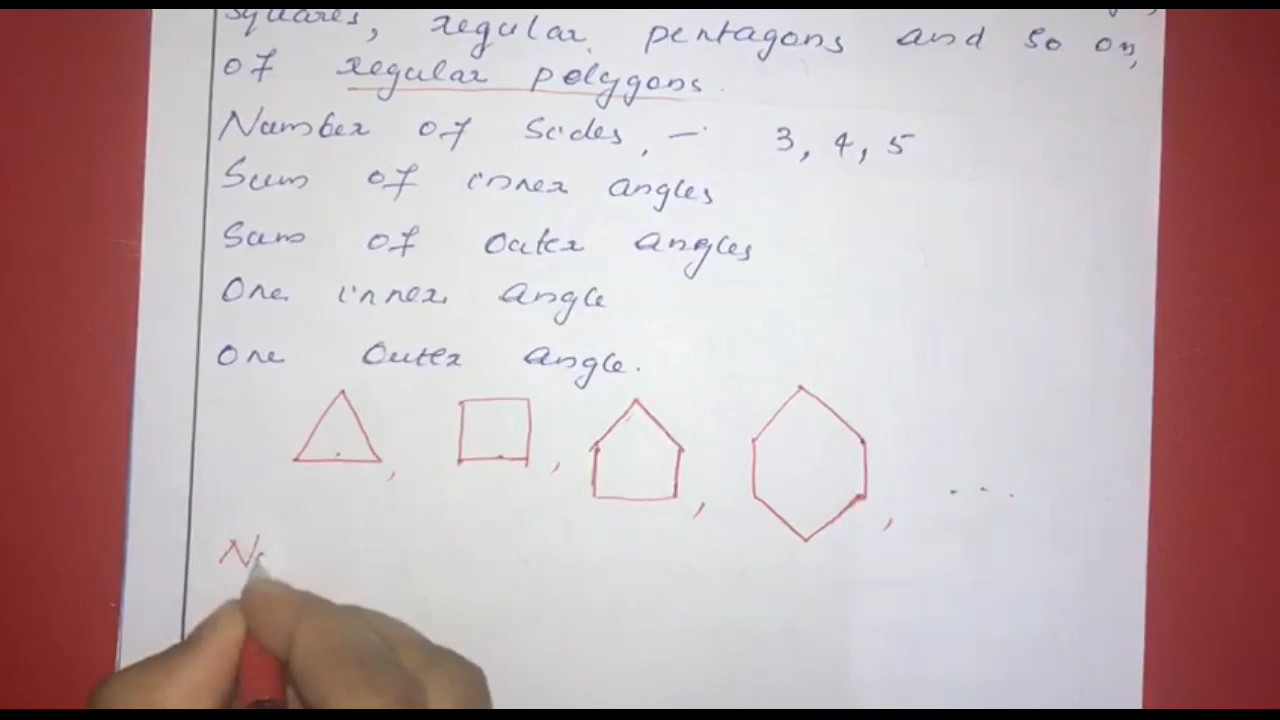 squares, regular pentagons and so on,
of regular polygons.
Number of sides, - 3, 4, 5
Sum of inner angles
Sum of outer angles
One inner angle
One outer angle.
, , , , ...